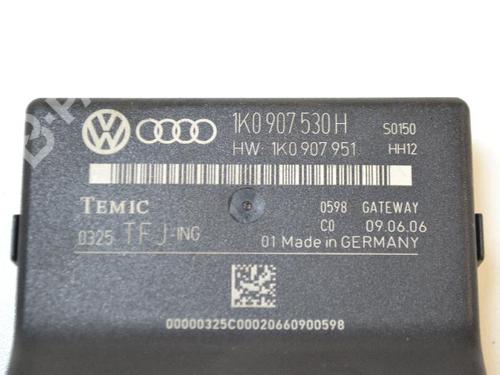 1K0 907 530 H S0150
HW: 1K0 907 951 HH12
TEMIC 0598 GATEWAY
0325 TFJ-ING C0 09.06.06
01 Made in GERMANY
00000325C00020660900598